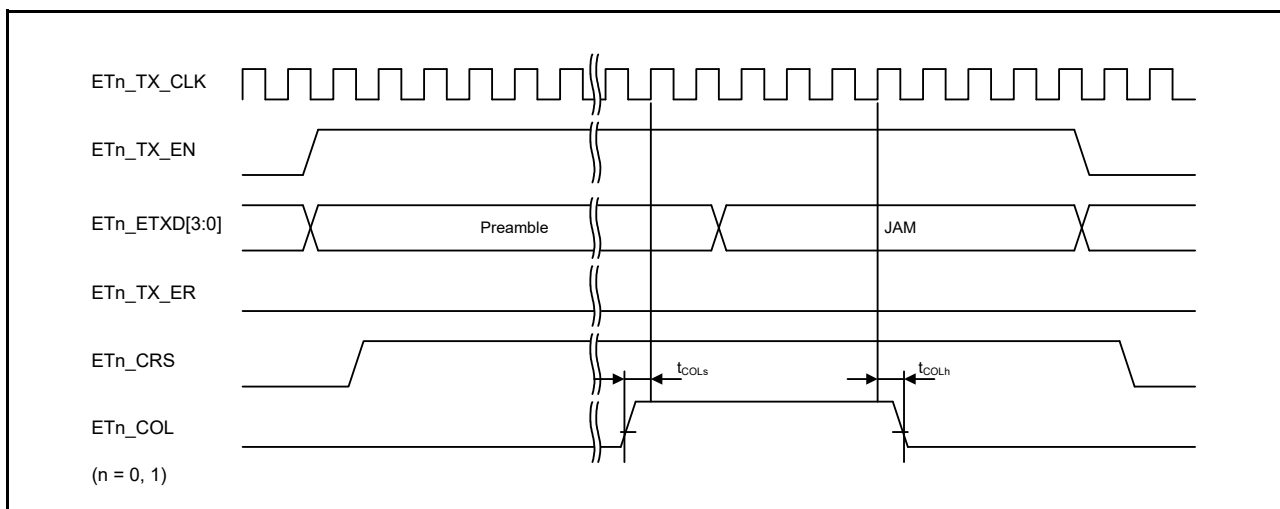 ETn_TX_CLK
ETn_TX_EN
ETn_ETXD[3:0]
Preamble
JAM
ETn_TX_ER
ETn_CRS
tCOLs
tCOLh
ETn_COL
(n = 0, 1)